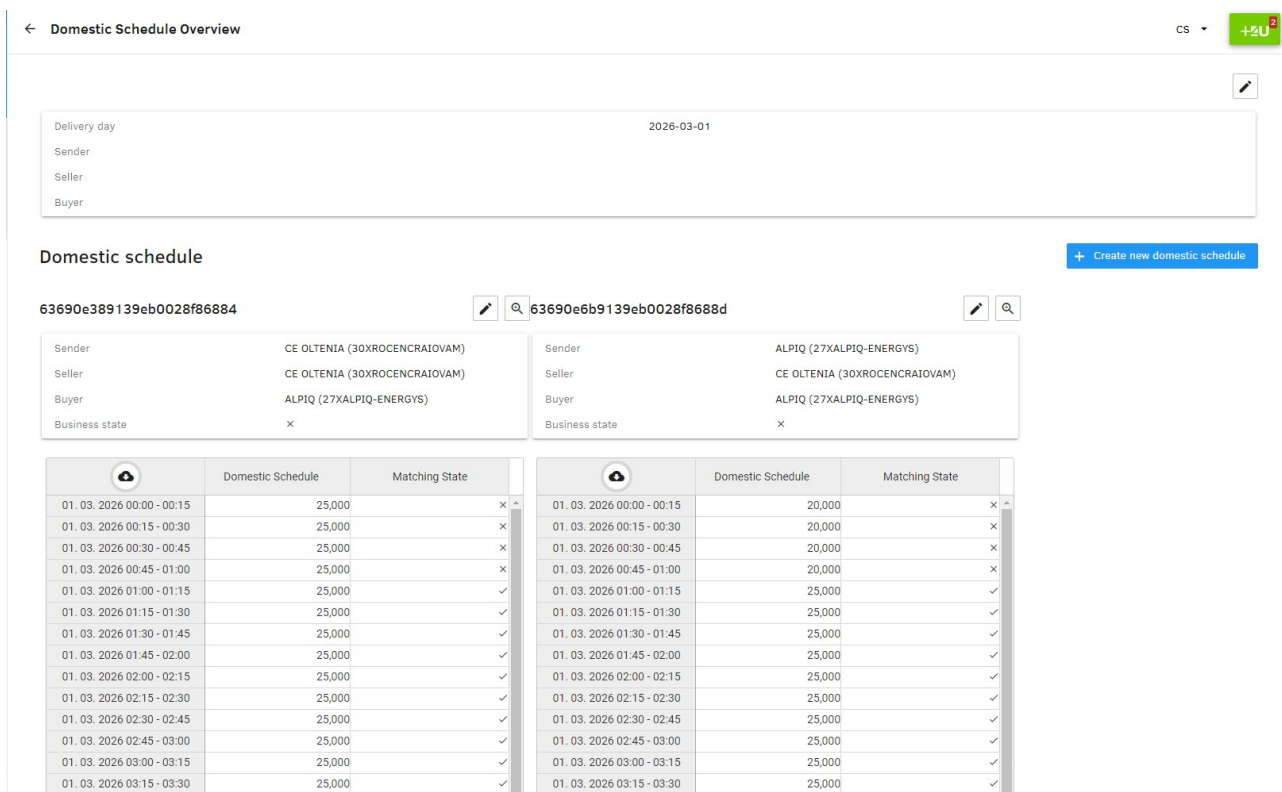 Domestic Schedule Overview
CS
+U 2
Delivery day 2026-03-01
Sender
Seller
Buyer
Domestic schedule
+ Create new domestic schedule
63690e389139eb0028f86884
63690e6b9139eb0028f8688d
Sender CE OLTENIA (30XROCENCRAIOVAM)
Seller CE OLTENIA (30XROCENCRAIOVAM)
Buyer ALPIQ (27XALPIQ-ENERGYS)
Business state ×
Sender ALPIQ (27XALPIQ-ENERGYS)
Seller CE OLTENIA (30XROCENCRAIOVAM)
Buyer ALPIQ (27XALPIQ-ENERGYS)
Business state ×
Domestic Schedule Matching State
01. 03. 2026 00:00 - 00:15 25,000 ×
01. 03. 2026 00:15 - 00:30 25,000 ×
01. 03. 2026 00:30 - 00:45 25,000 ×
01. 03. 2026 00:45 - 01:00 25,000 ×
01. 03. 2026 01:00 - 01:15 25,000 ✓
01. 03. 2026 01:15 - 01:30 25,000 ✓
01. 03. 2026 01:30 - 01:45 25,000 ✓
01. 03. 2026 01:45 - 02:00 25,000 ✓
01. 03. 2026 02:00 - 02:15 25,000 ✓
01. 03. 2026 02:15 - 02:30 25,000 ✓
01. 03. 2026 02:30 - 02:45 25,000 ✓
01. 03. 2026 02:45 - 03:00 25,000 ✓
01. 03. 2026 03:00 - 03:15 25,000 ✓
01. 03. 2026 03:15 - 03:30 25,000 ✓
Domestic Schedule Matching State
01. 03. 2026 00:00 - 00:15 20,000 ×
01. 03. 2026 00:15 - 00:30 20,000 ×
01. 03. 2026 00:30 - 00:45 20,000 ×
01. 03. 2026 00:45 - 01:00 20,000 ×
01. 03. 2026 01:00 - 01:15 25,000 ✓
01. 03. 2026 01:15 - 01:30 25,000 ✓
01. 03. 2026 01:30 - 01:45 25,000 ✓
01. 03. 2026 01:45 - 02:00 25,000 ✓
01. 03. 2026 02:00 - 02:15 25,000 ✓
01. 03. 2026 02:15 - 02:30 25,000 ✓
01. 03. 2026 02:30 - 02:45 25,000 ✓
01. 03. 2026 02:45 - 03:00 25,000 ✓
01. 03. 2026 03:00 - 03:15 25,000 ✓
01. 03. 2026 03:15 - 03:30 25,000 ✓